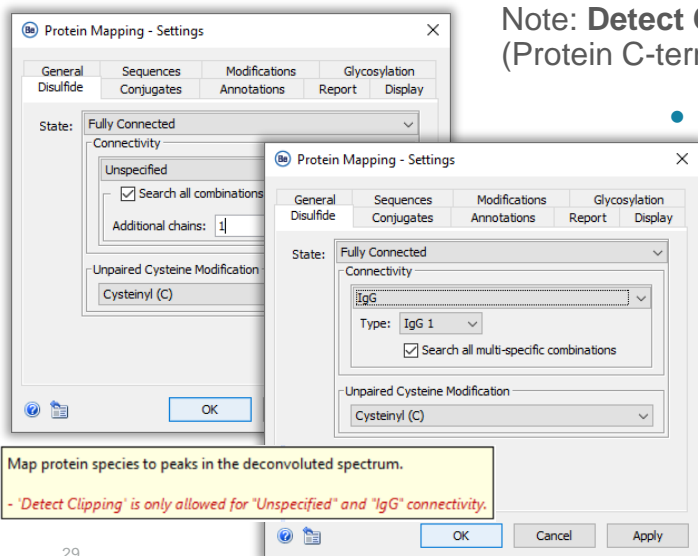 Note: Detect
(Protein C-ter
Be Protein Mapping - Settings
General Sequences Modifications Glycosylation
Disulfide Conjugates Annotations Report Display
State: Fully Connected
Connectivity
Unspecified
Search all combinations
Additional chains: 1
Unpaired Cysteine Modification
Cysteinyl (C)
OK
Be Protein Mapping - Settings
General Sequences Modifications Glycosylation
Disulfide Conjugates Annotations Report Display
State: Fully Connected
Connectivity
IgG
Type: IgG 1
Search all multi-specific combinations
Unpaired Cysteine Modification
Cysteinyl (C)
OK Cancel Apply
Map protein species to peaks in the deconvoluted spectrum.
- 'Detect Clipping' is only allowed for "Unspecified" and "IgG" connectivity.
29